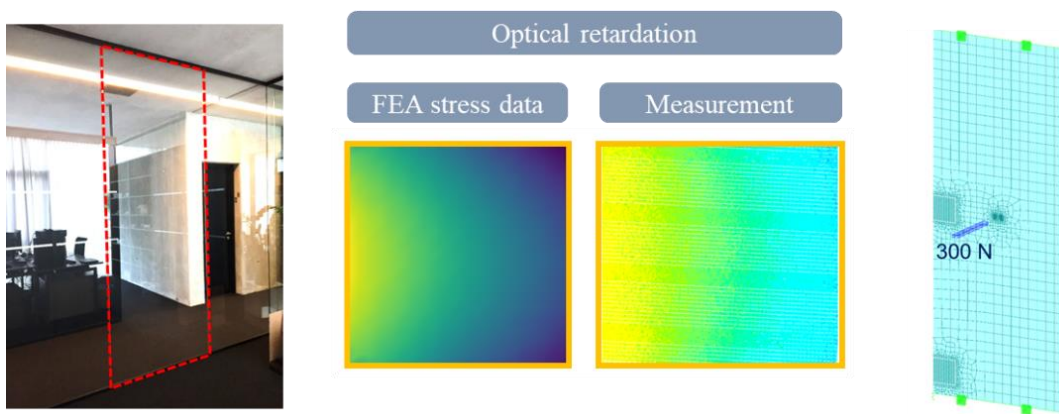 Optical retardation
FEA stress data
Measurement
300 N